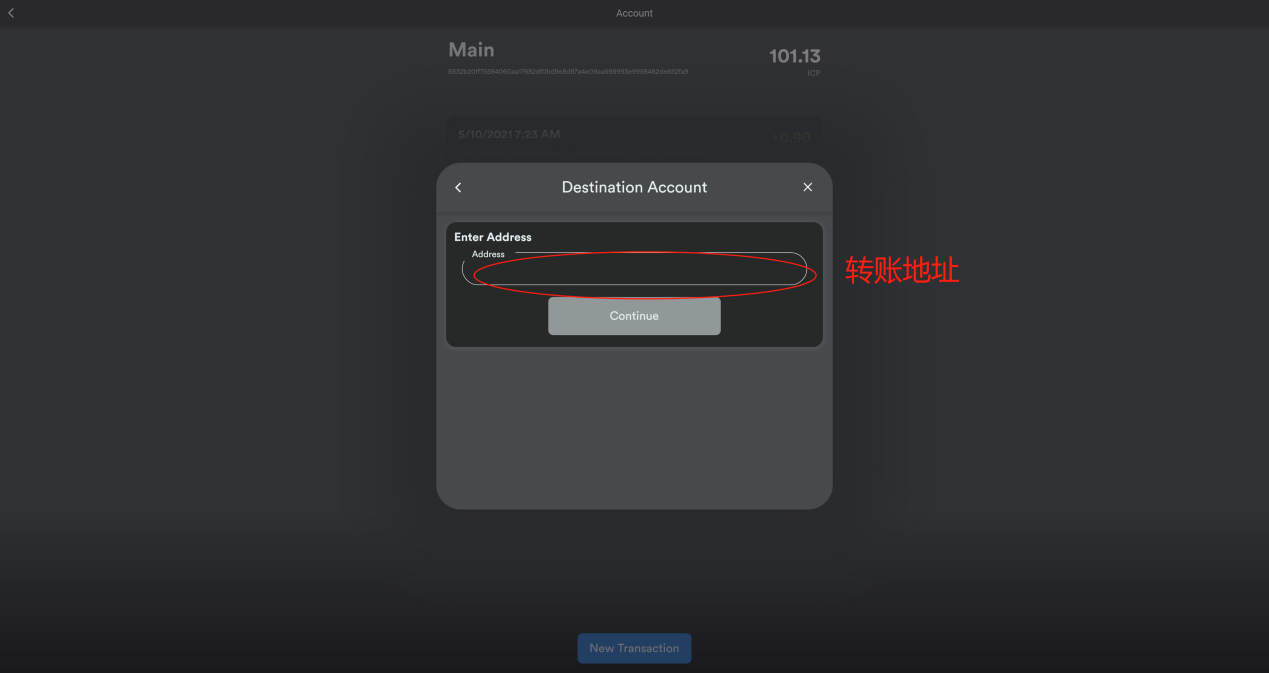 Account
Main
101.13
ICP
5/10/2021 7:23 AM
+0.90
Destination Account
Enter Address
Address
转账地址
Continue
New Transaction